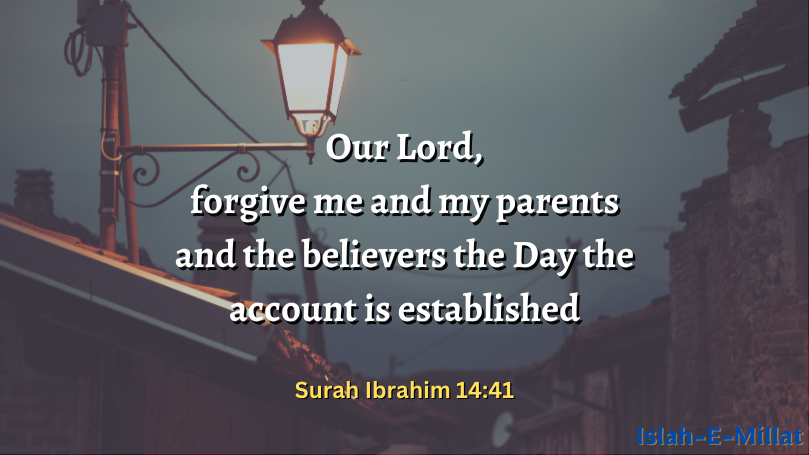 Our Lord,
forgive me and my parents
and the believers the Day the
account is established
Surah Ibrahim 14:41
Islah-E-Millat